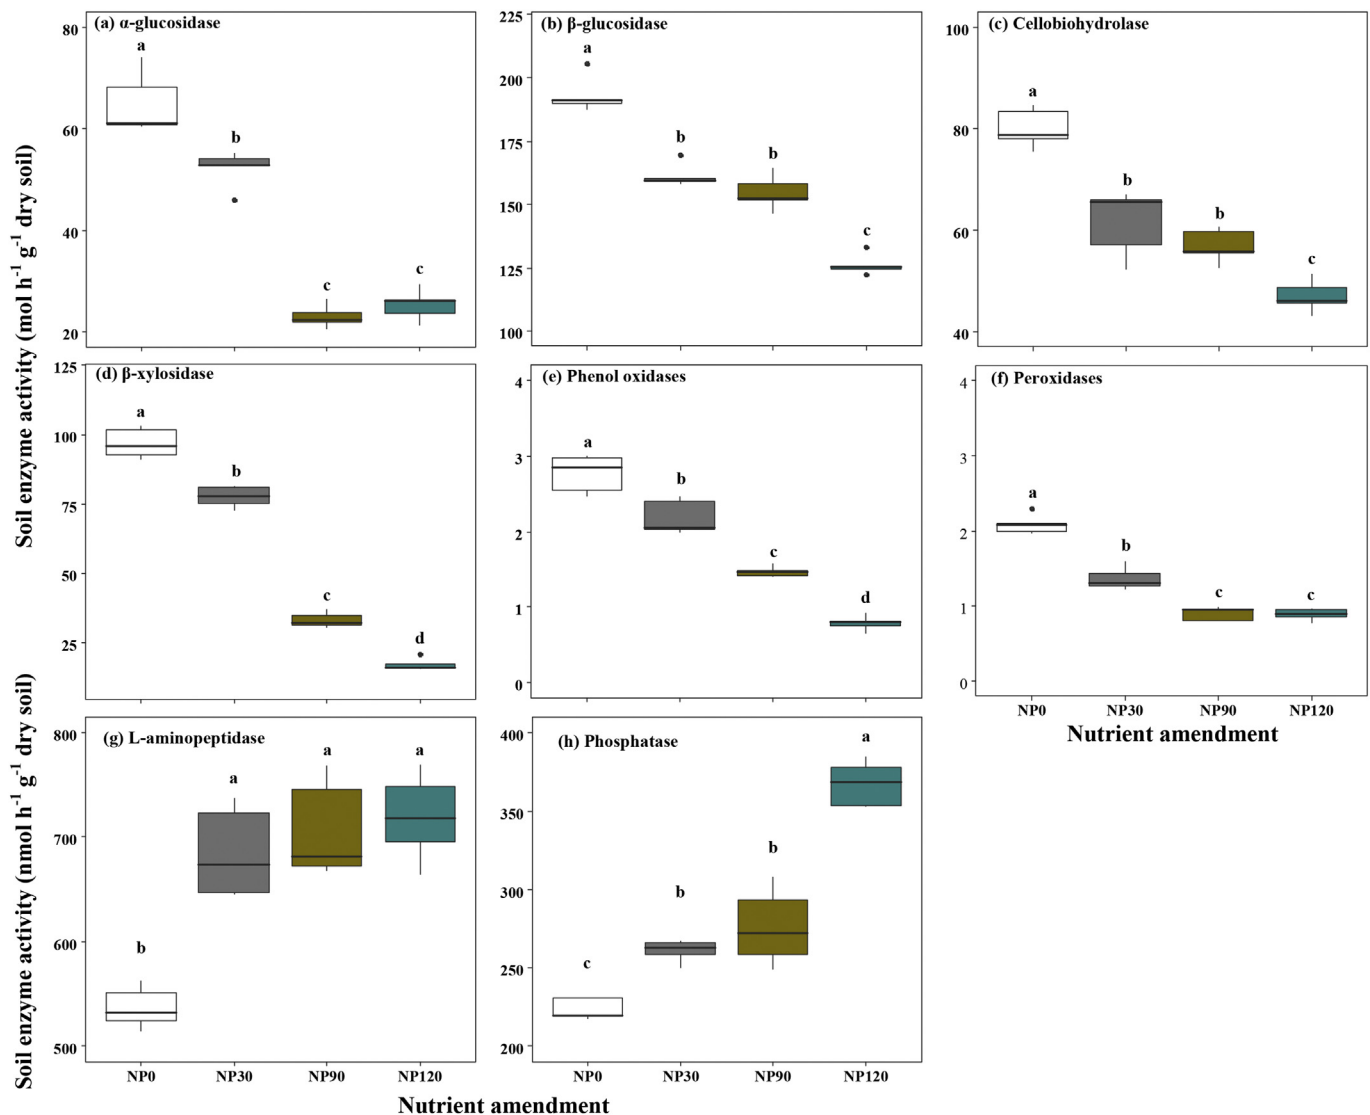 Soil enzyme activity (mol h⁻¹ g⁻¹ dry soil)
(a) α-glucosidase
80
60
40
20
a
b
c
c
(b) β-glucosidase
225
200
175
150
125
100
a
b
b
c
(c) Cellobiohydrolase
100
80
60
40
a
b
b
c
(d) β-xylosidase
125
100
75
50
25
a
b
c
d
(e) Phenol oxidases
4
3
2
1
0
a
b
c
d
(f) Peroxidases
4
3
2
1
0
a
b
c
c
NP0 NP30 NP90 NP120
Nutrient amendment
Soil enzyme activity (nmol h⁻¹ g⁻¹ dry soil)
(g) L-aminopeptidase
800
700
600
500
b
a
a
a
NP0 NP30 NP90 NP120
(h) Phosphatase
400
350
300
250
200
c
b
b
a
NP0 NP30 NP90 NP120
Nutrient amendment